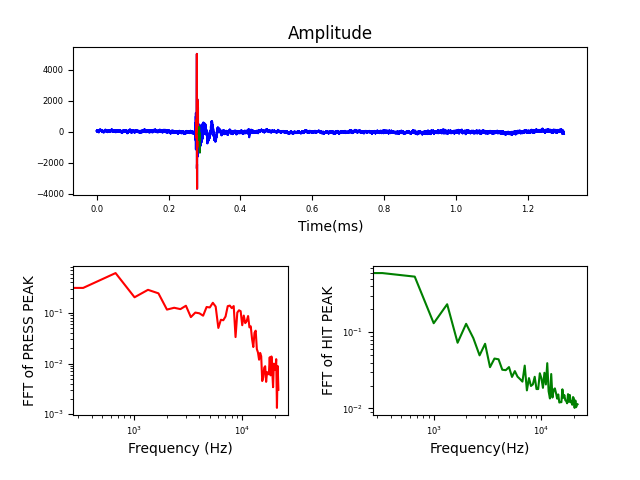 Amplitude
4000
2000
0
−2000
−4000
0.0 0.2 0.4 0.6 0.8 1.0 1.2
Time(ms)
FFT of PRESS PEAK
10⁻¹
10⁻²
10⁻³
10³ 10⁴
Frequency (Hz)
FFT of HIT PEAK
10⁻¹
10⁻²
10³ 10⁴
Frequency(Hz)